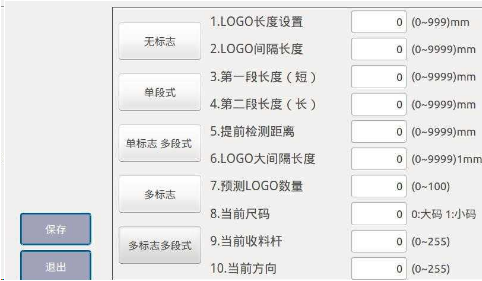 无标志
单段式
单标志 多段式
多标志
多标志多段式
保存
退出
1.LOGO长度设置 0 (0~999)mm
2.LOGO间隔长度 0 (0~9999)mm
3.第一段长度（短） 0 (0~9999)mm
4.第二段长度（长） 0 (0~9999)mm
5.提前检测距离 0 (0~9999)mm
6.LOGO大间隔长度 0 (0~9999)1mm
7.预测LOGO数量 0 (0~100)
8.当前尺码 0 0:大码 1:小码
9.当前收料杆 0 (0~255)
10.当前方向 0 (0~255)